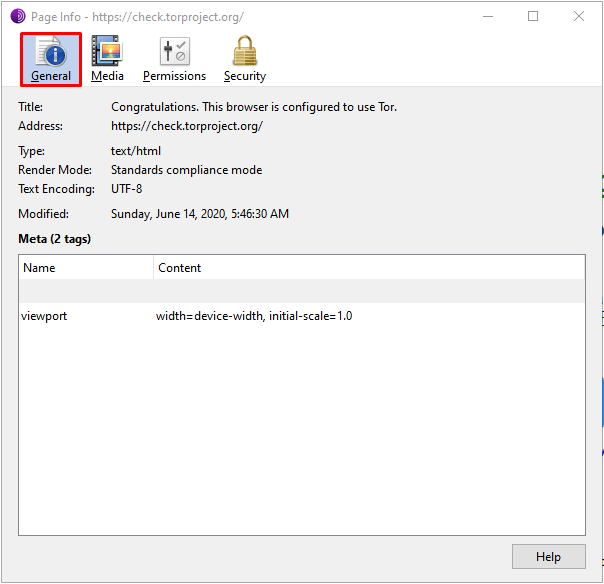 Page Info - https://check.torproject.org/
General Media Permissions Security
Title: Congratulations. This browser is configured to use Tor.
Address: https://check.torproject.org/
Type: text/html
Render Mode: Standards compliance mode
Text Encoding: UTF-8
Modified: Sunday, June 14, 2020, 5:46:30 AM
Meta (2 tags)
Name Content
viewport width=device-width, initial-scale=1.0
Help